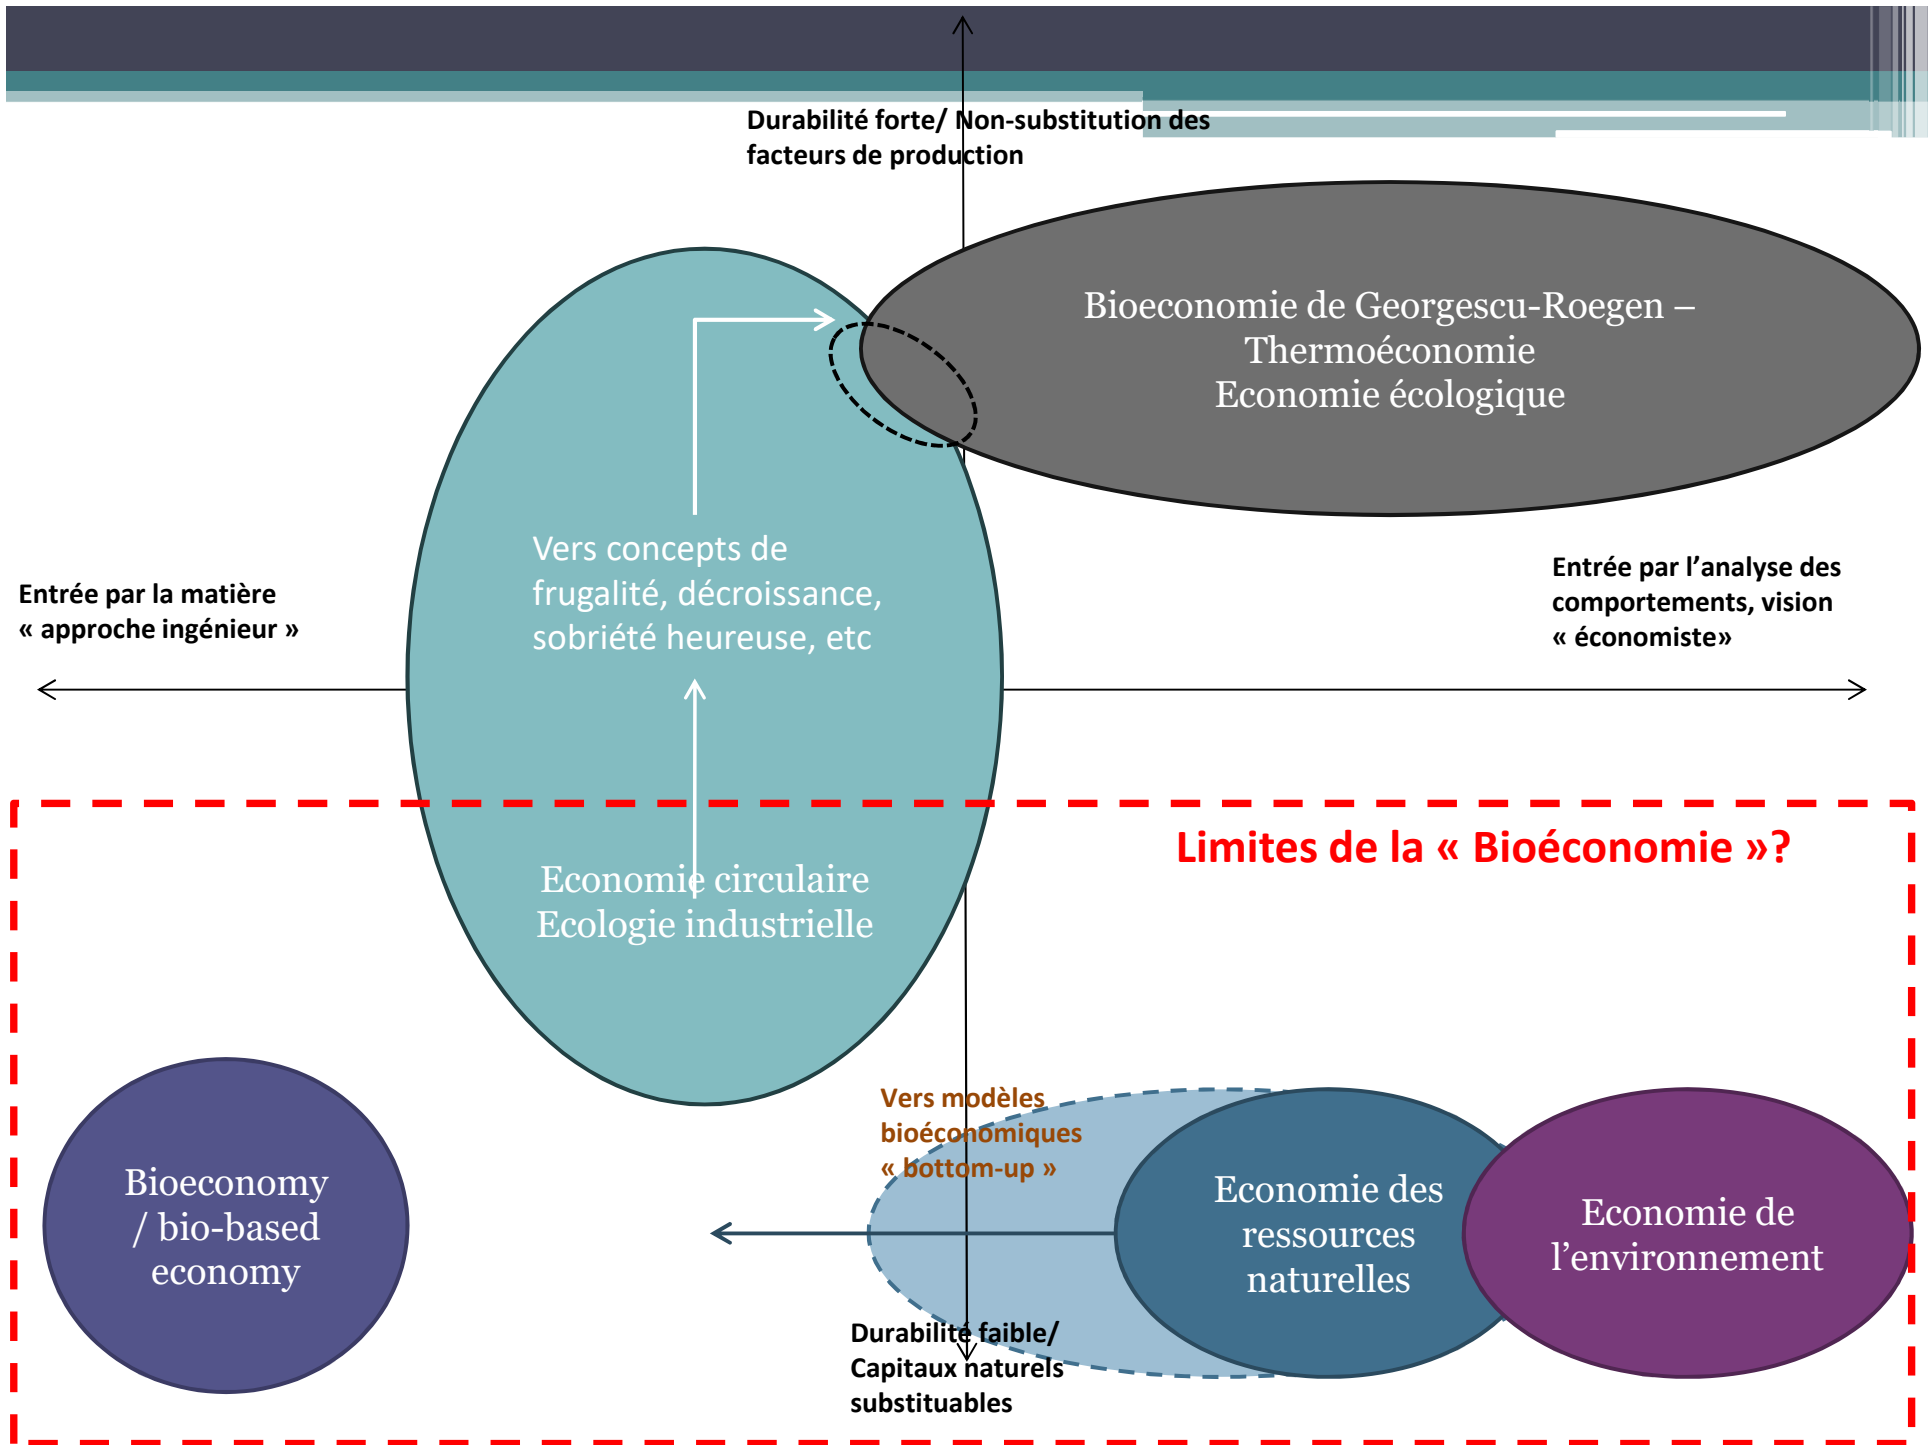 Durabilité forte/ Non-substitution des
facteurs de production
Bioeconomie de Georgescu-Roegen –
Thermoéconomie
Economie écologique
Vers concepts de
frugalité, décroissance,
sobriété heureuse, etc
Entrée par la matière
« approche ingénieur »
Entrée par l’analyse des
comportements, vision
« économiste»
Limites de la « Bioéconomie »?
Economie circulaire
Ecologie industrielle
Bioeconomy
/ bio-based
economy
Vers modèles
bioéconomiques
« bottom-up »
Economie des
ressources
naturelles
Economie de
l’environnement
Durabilité faible/
Capitaux naturels
substituables